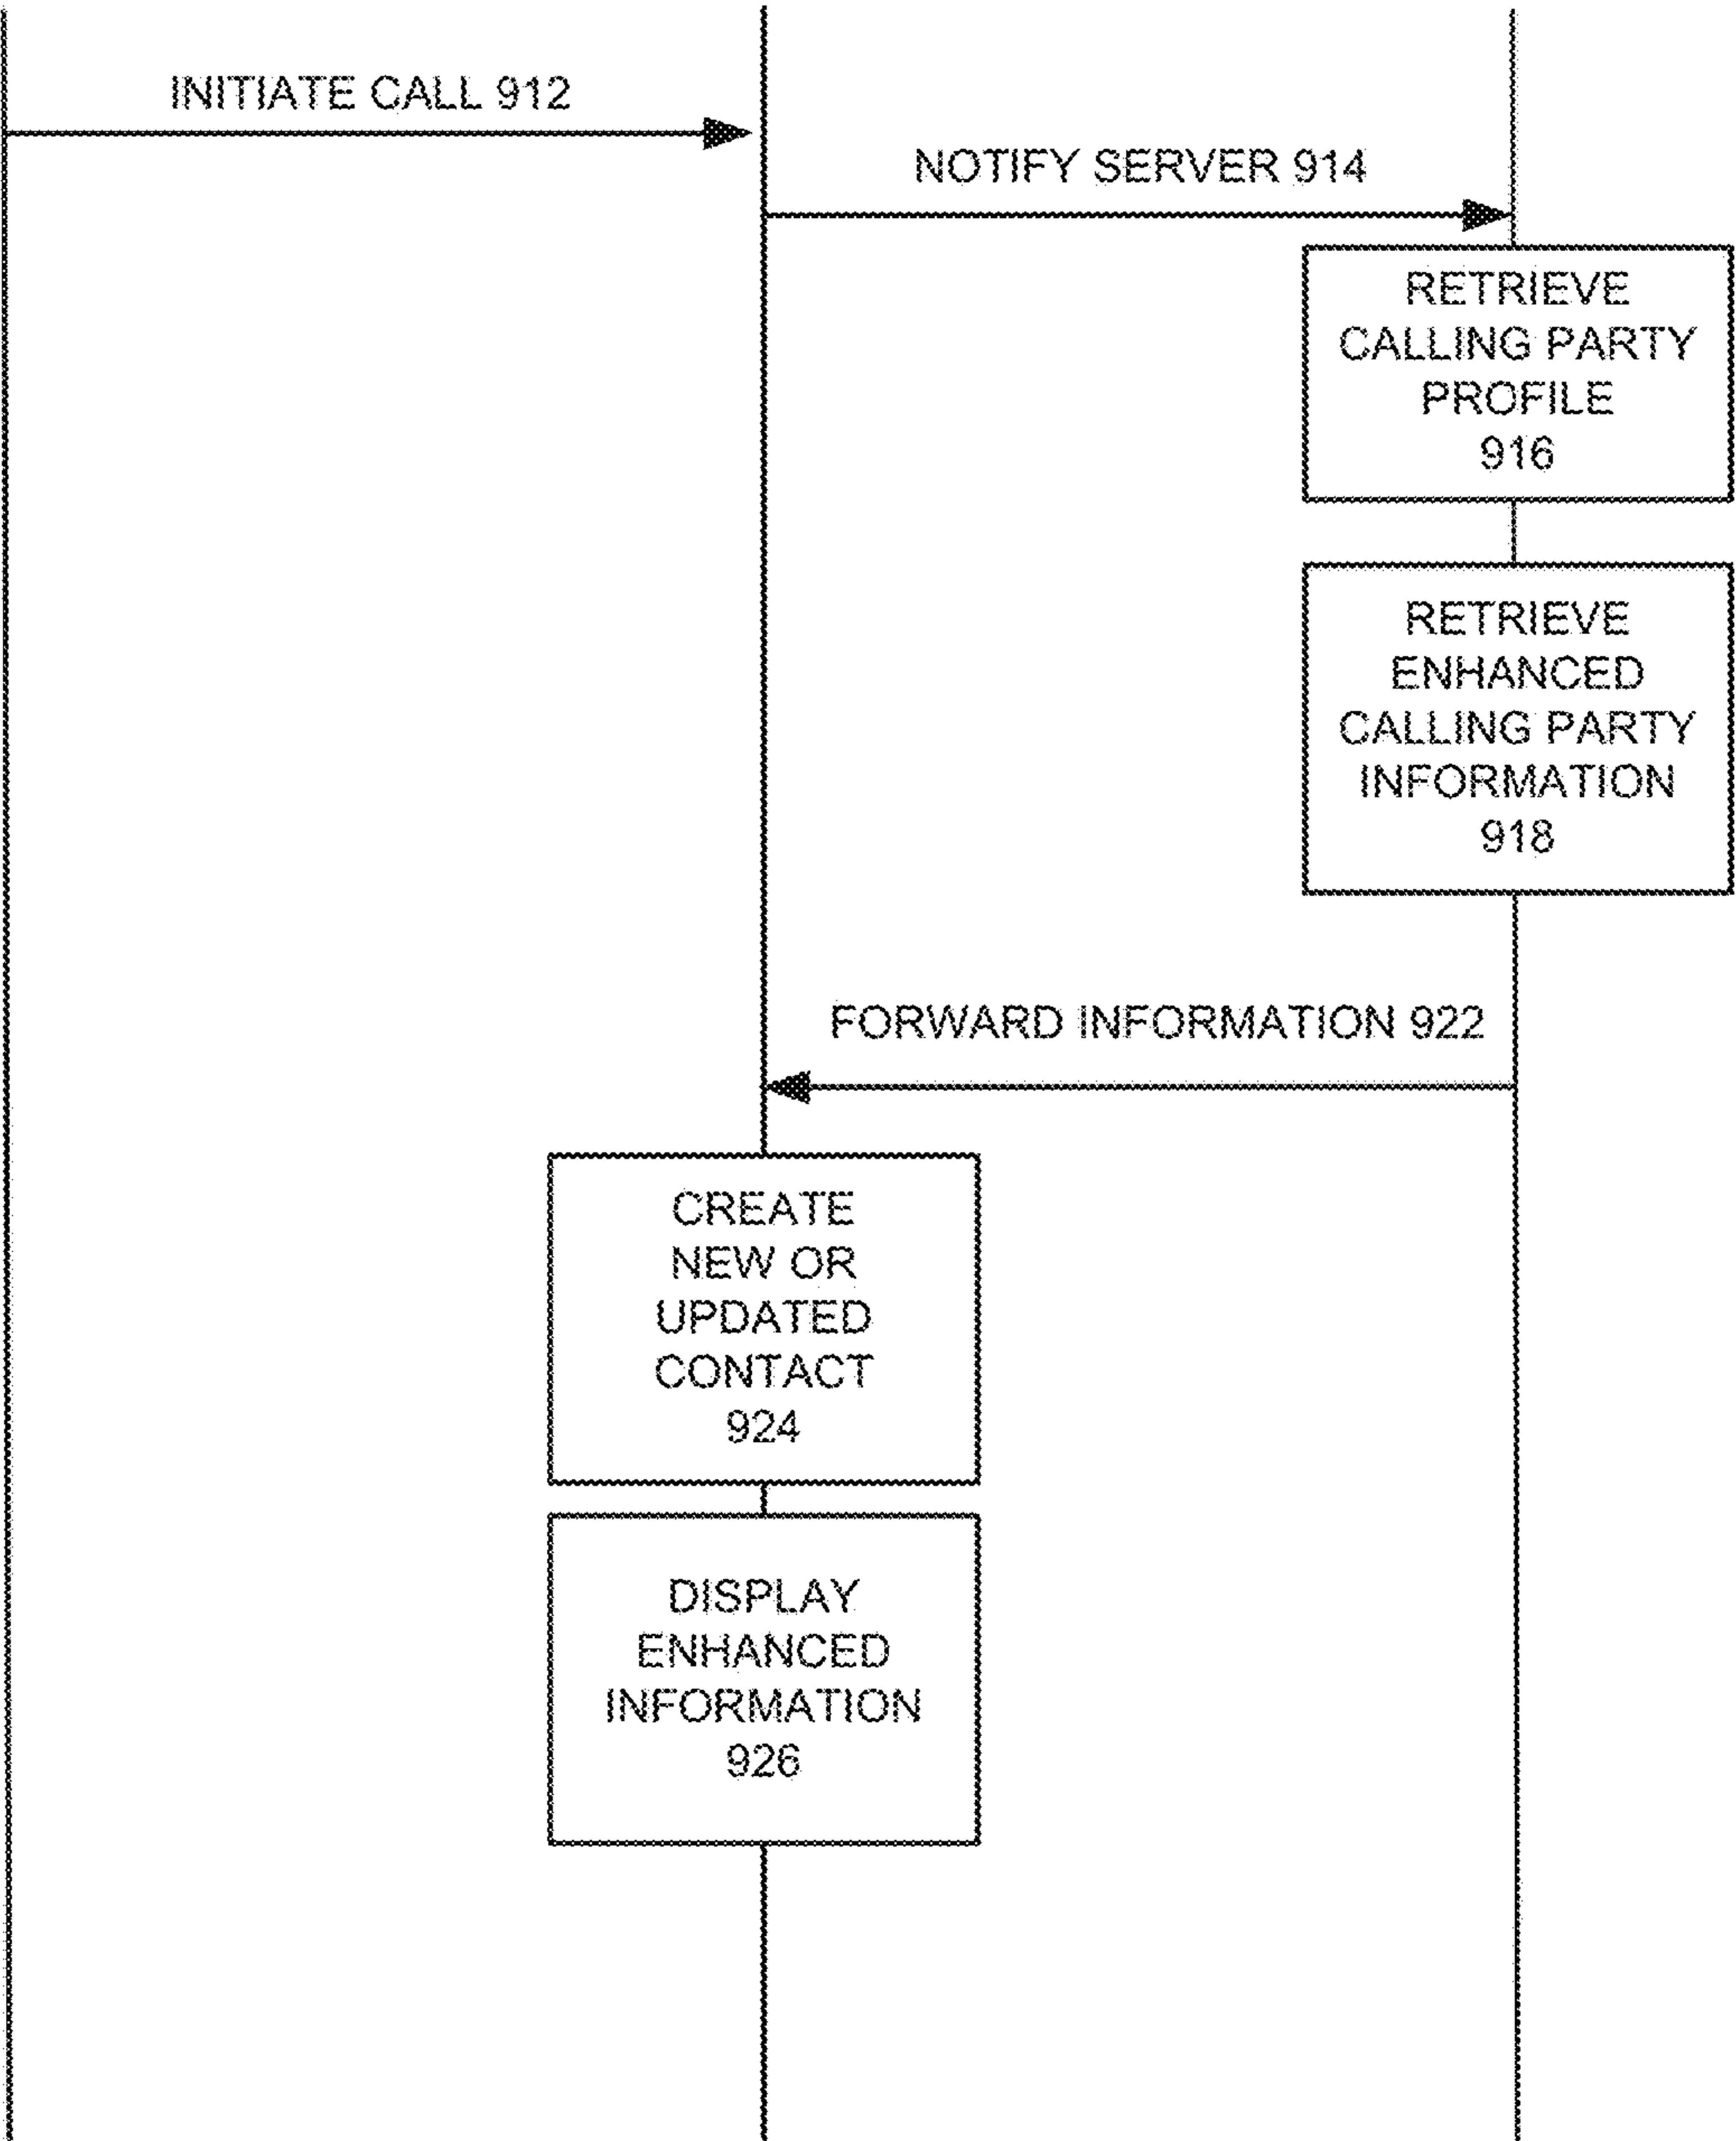 INITIATE CALL 912
NOTIFY SERVER 914
RETRIEVE
CALLING PARTY
PROFILE
916
RETRIEVE
ENHANCED
CALLING PARTY
INFORMATION
918
FORWARD INFORMATION 922
CREATE
NEW OR
UPDATED
CONTACT
924
DISPLAY
ENHANCED
INFORMATION
926